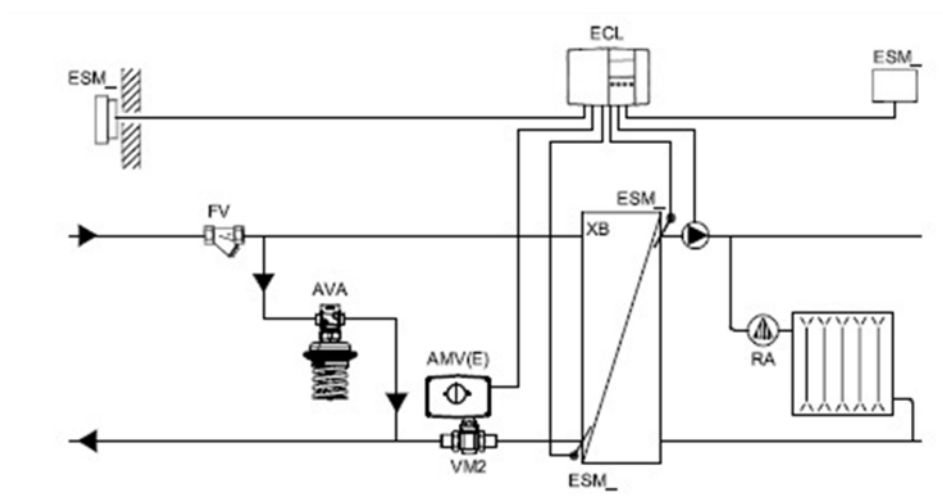 ECL
ESM_
ESM_
ESM_
FV
XB
AVA
AMV(E)
RA
VM2
ESM_